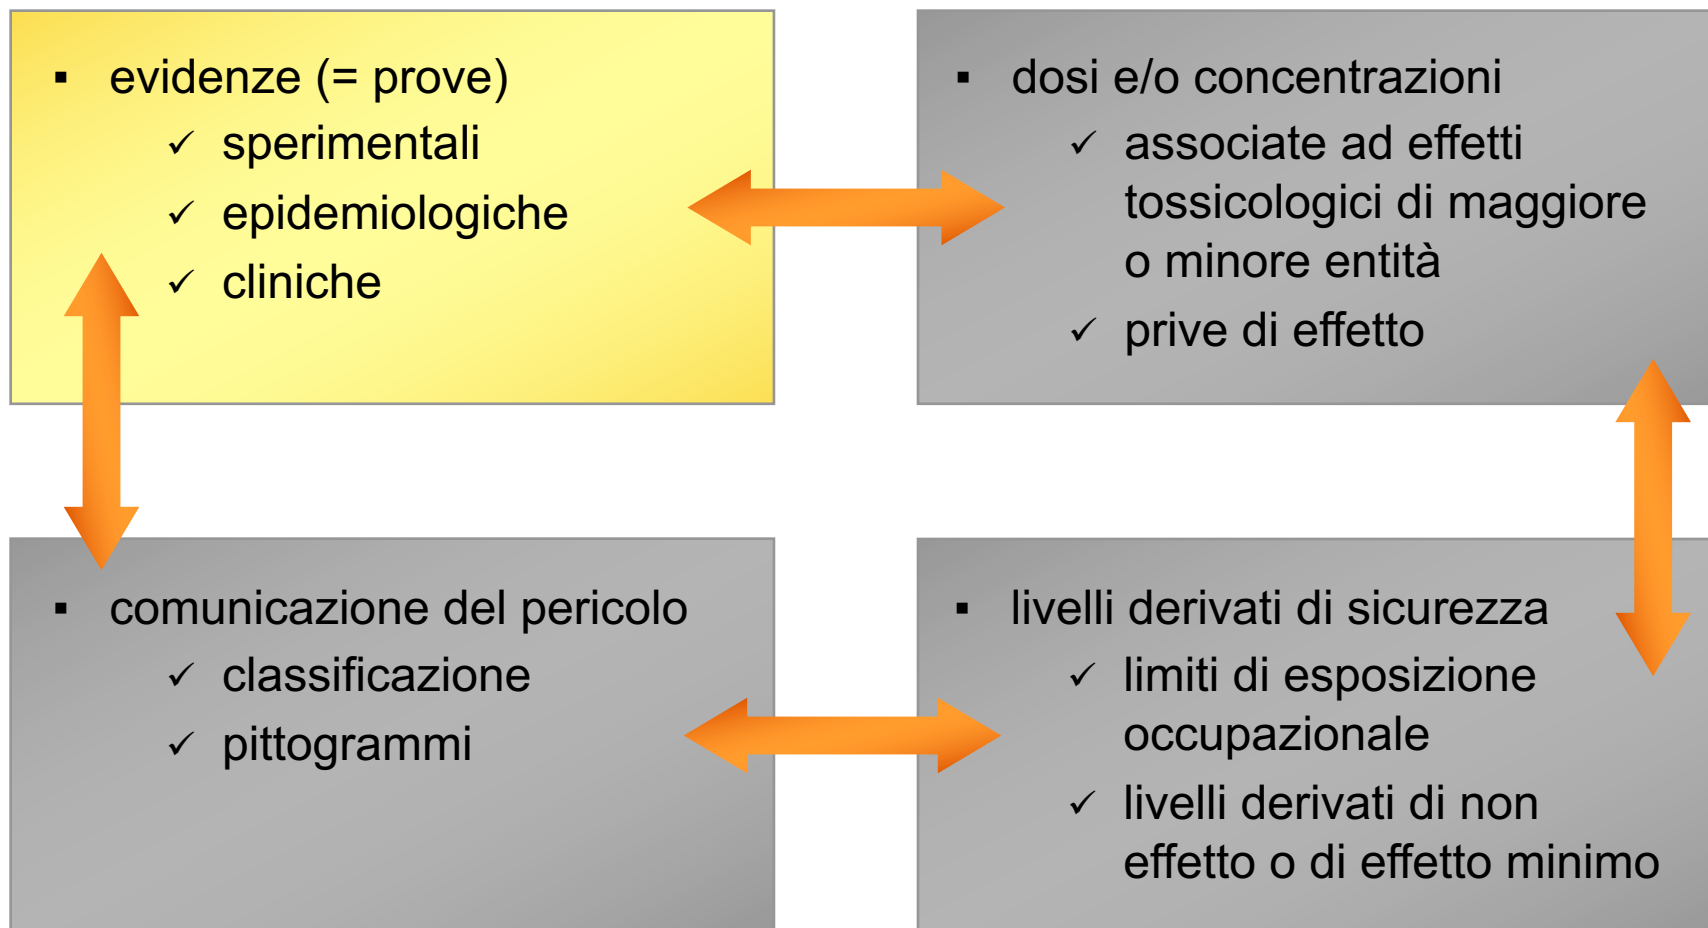 ▪ evidenze (= prove)
✓ sperimentali
✓ epidemiologiche
✓ cliniche
▪ dosi e/o concentrazioni
✓ associate ad effetti
tossicologici di maggiore
o minore entità
✓ prive di effetto
▪ comunicazione del pericolo
✓ classificazione
✓ pittogrammi
▪ livelli derivati di sicurezza
✓ limiti di esposizione
occupazionale
✓ livelli derivati di non
effetto o di effetto minimo